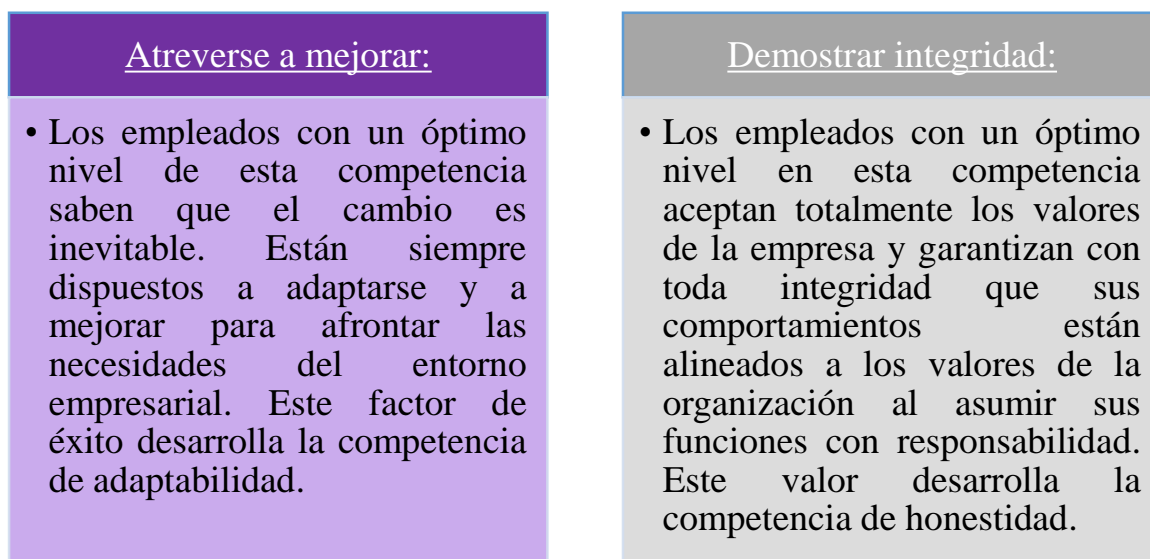 Atreverse a mejorar:
• Los empleados con un óptimo
nivel de esta competencia
saben que el cambio es
inevitable. Están siempre
dispuestos a adaptarse y a
mejorar para afrontar las
necesidades del entorno
empresarial. Este factor de
éxito desarrolla la competencia
de adaptabilidad.
Demostrar integridad:
• Los empleados con un óptimo
nivel en esta competencia
aceptan totalmente los valores
de la empresa y garantizan con
toda integridad que sus
comportamientos están
alineados a los valores de la
organización al asumir sus
funciones con responsabilidad.
Este valor desarrolla la
competencia de honestidad.